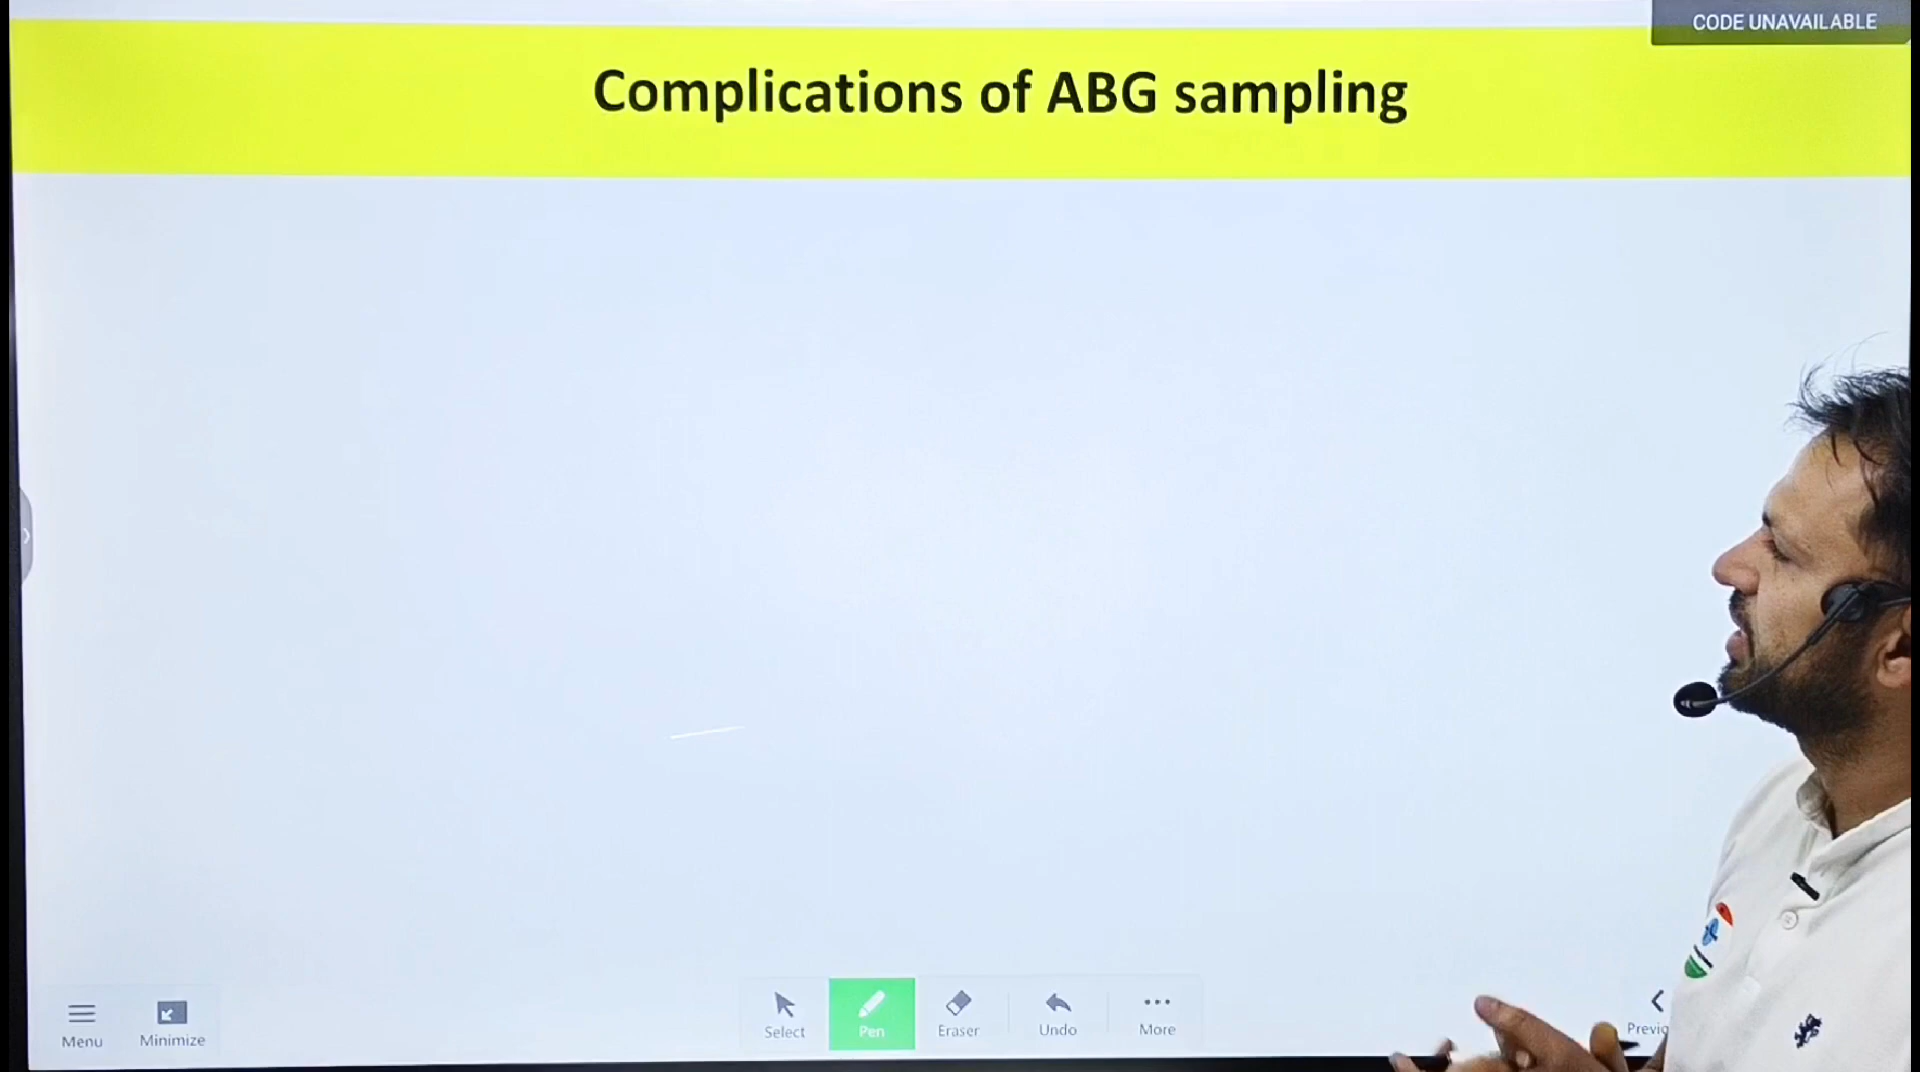 CODE UNAVAILABLE
Complications of ABG sampling
Menu
Minimize
Select
Pen
Eraser
Undo
More